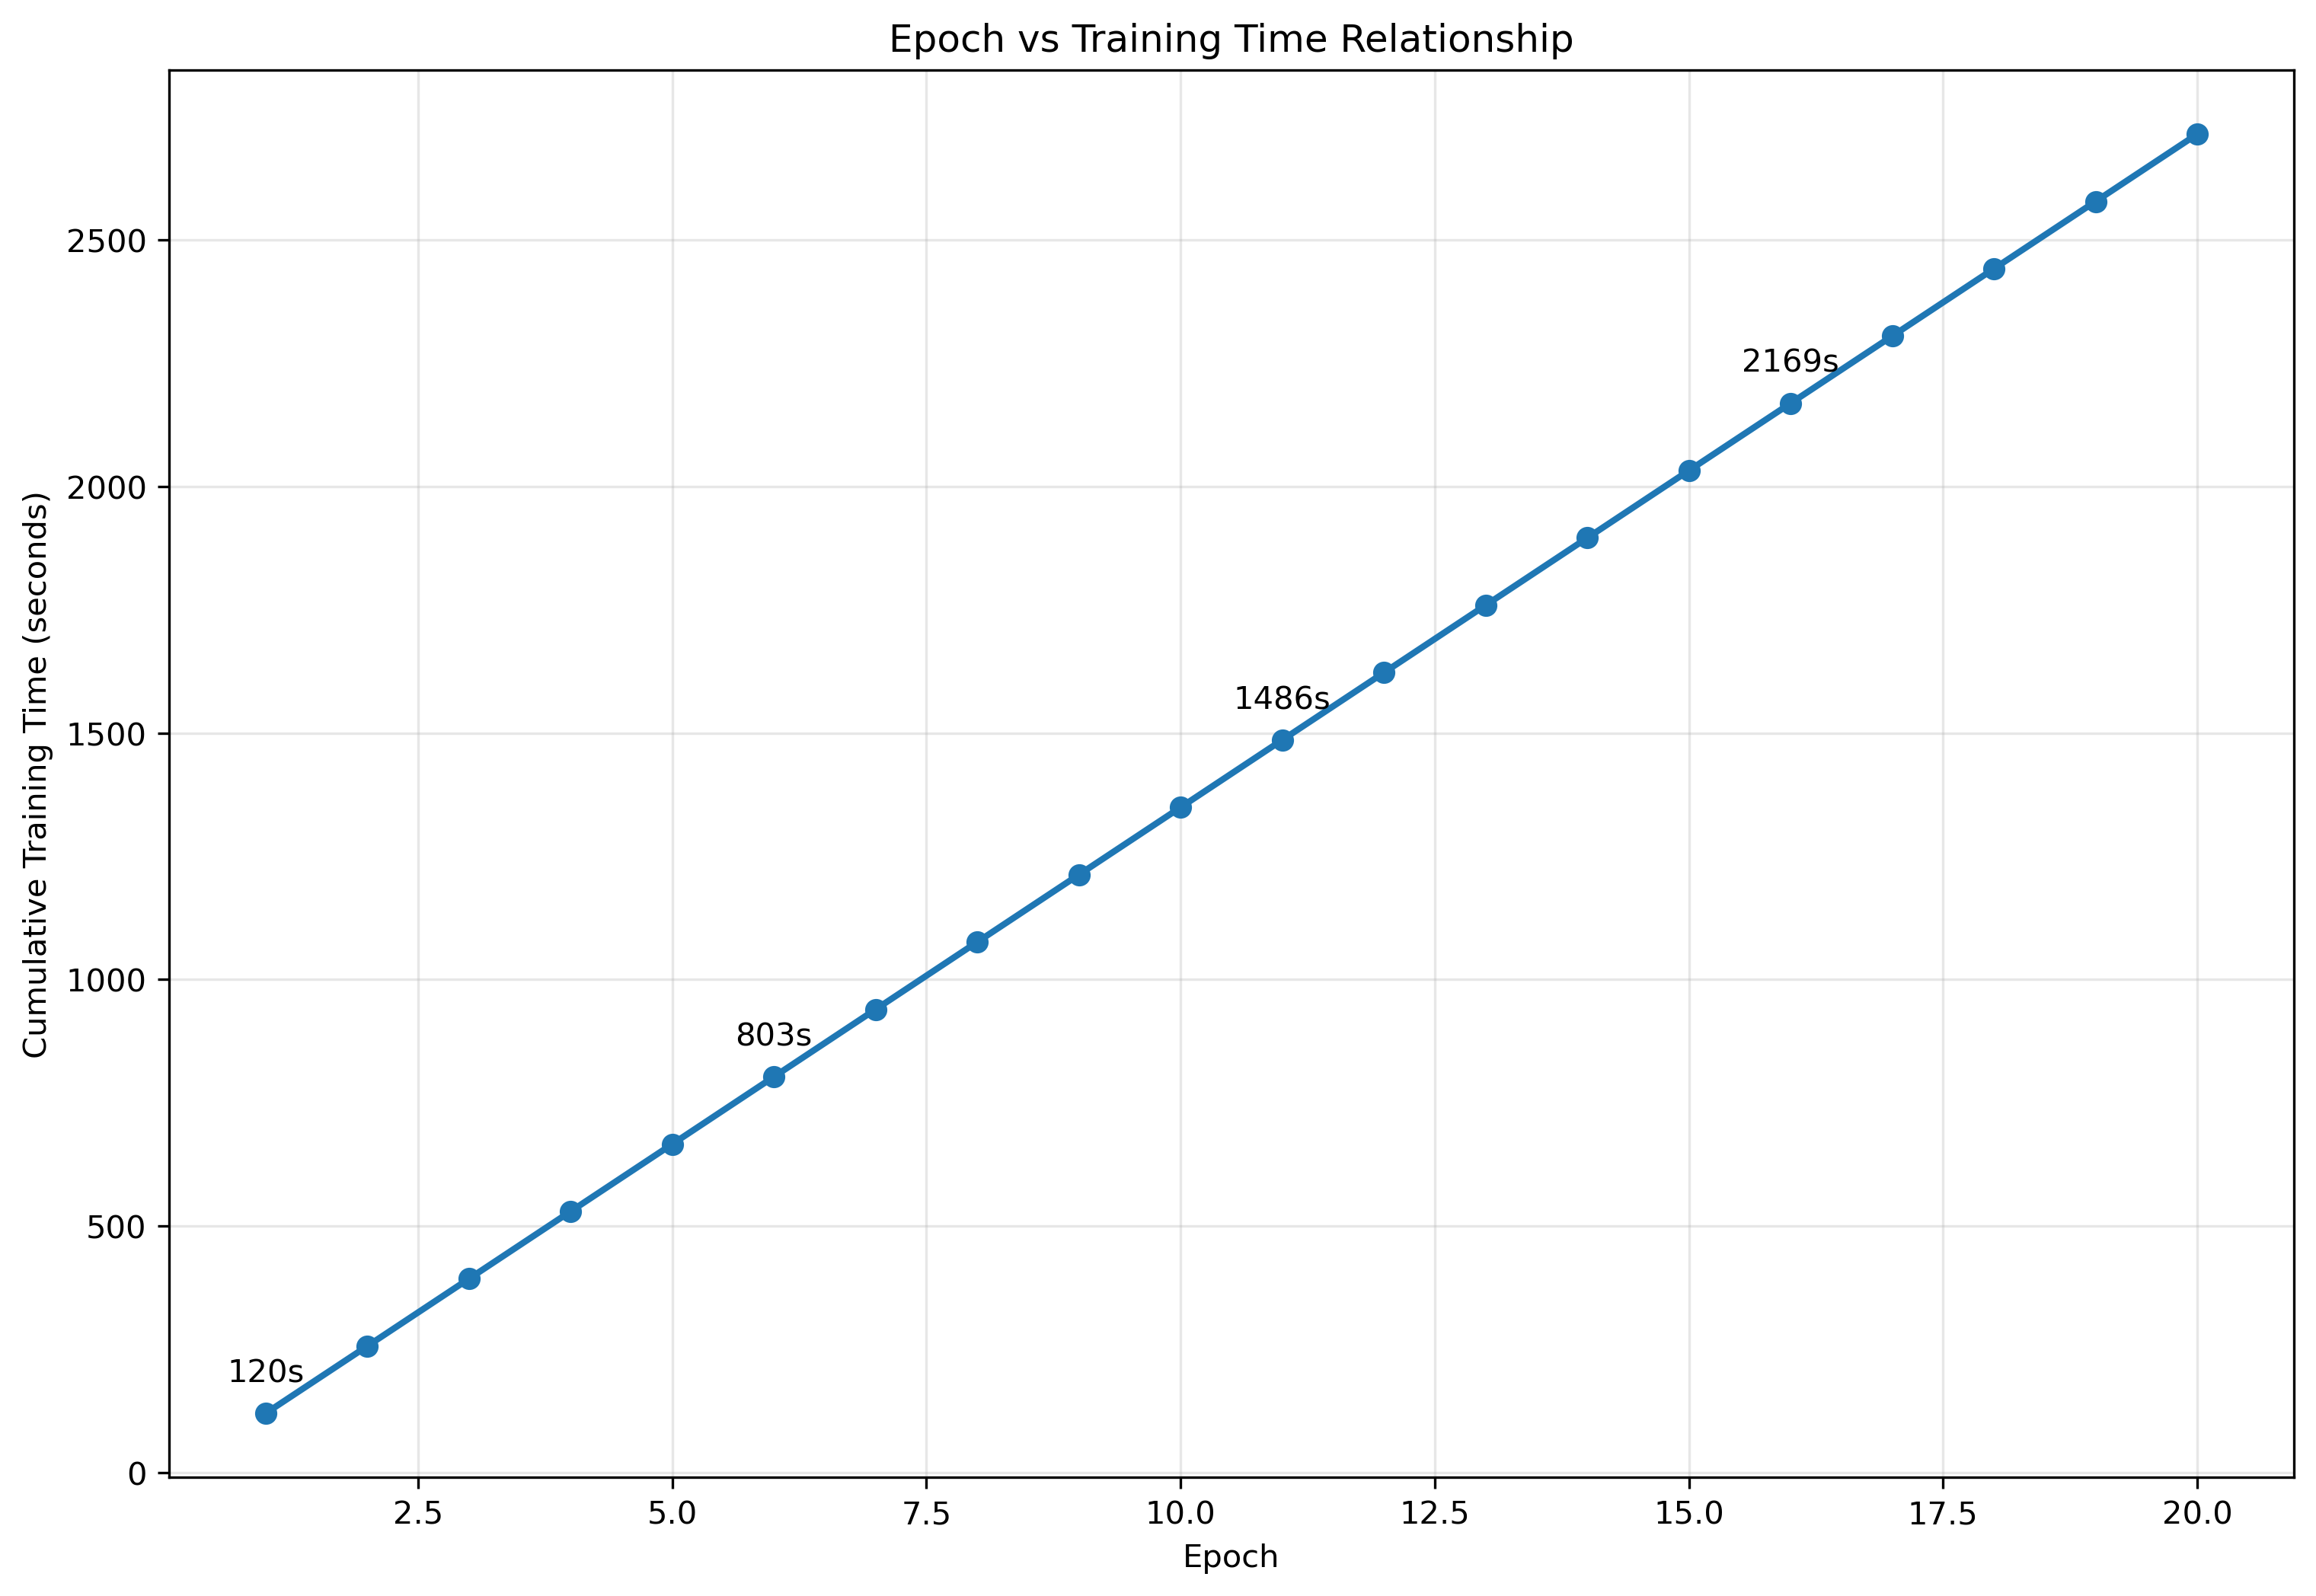 Epoch vs Training Time Relationship
Cumulative Training Time (seconds)
2500
2000
1500
1000
500
0
2169s
1486s
803s
120s
2.5 5.0 7.5 10.0 12.5 15.0 17.5 20.0
Epoch